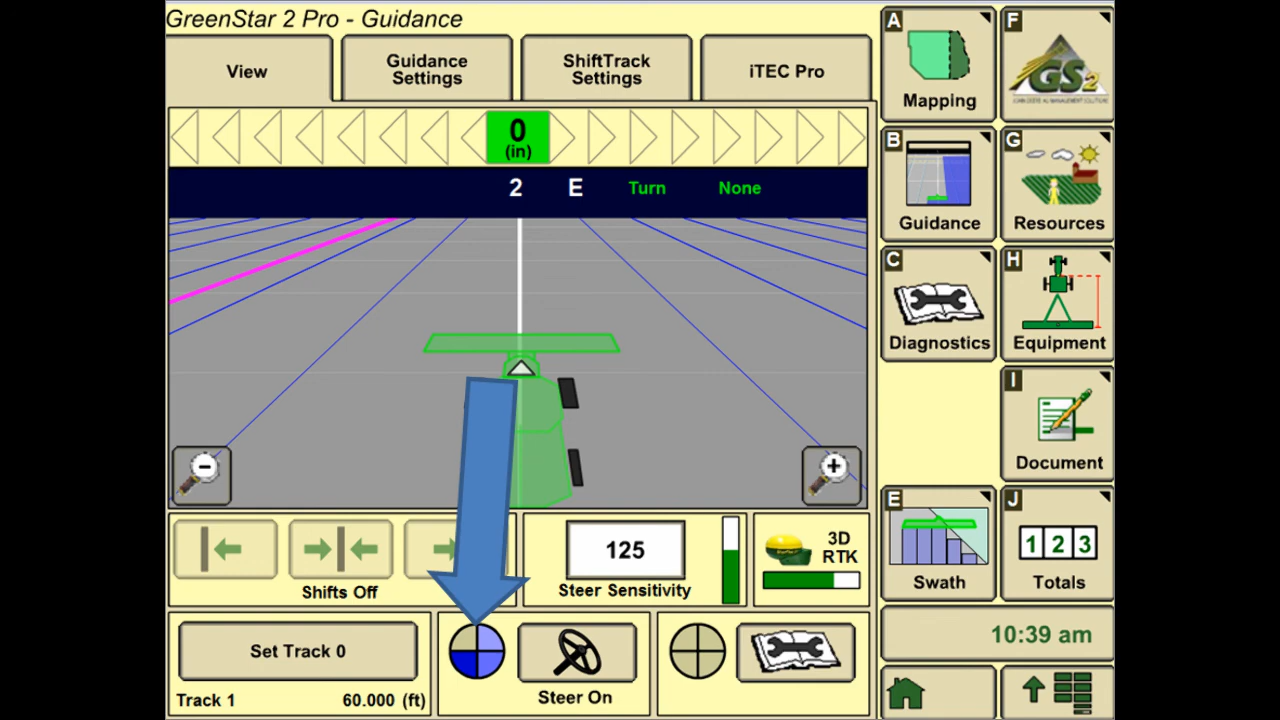 GreenStar 2 Pro - Guidance
View
Guidance
Settings
ShiftTrack
Settings
iTEC Pro
0
(in)
2 E Turn None
Shifts Off
125
Steer Sensitivity
3D
RTK
Set Track 0
Track 1 60.000 (ft)
Steer On
A
Mapping
F
GS2
B
Guidance
G
Resources
C
Diagnostics
H
Equipment
I
Document
E
Swath
J
1 2 3
Totals
10:39 am